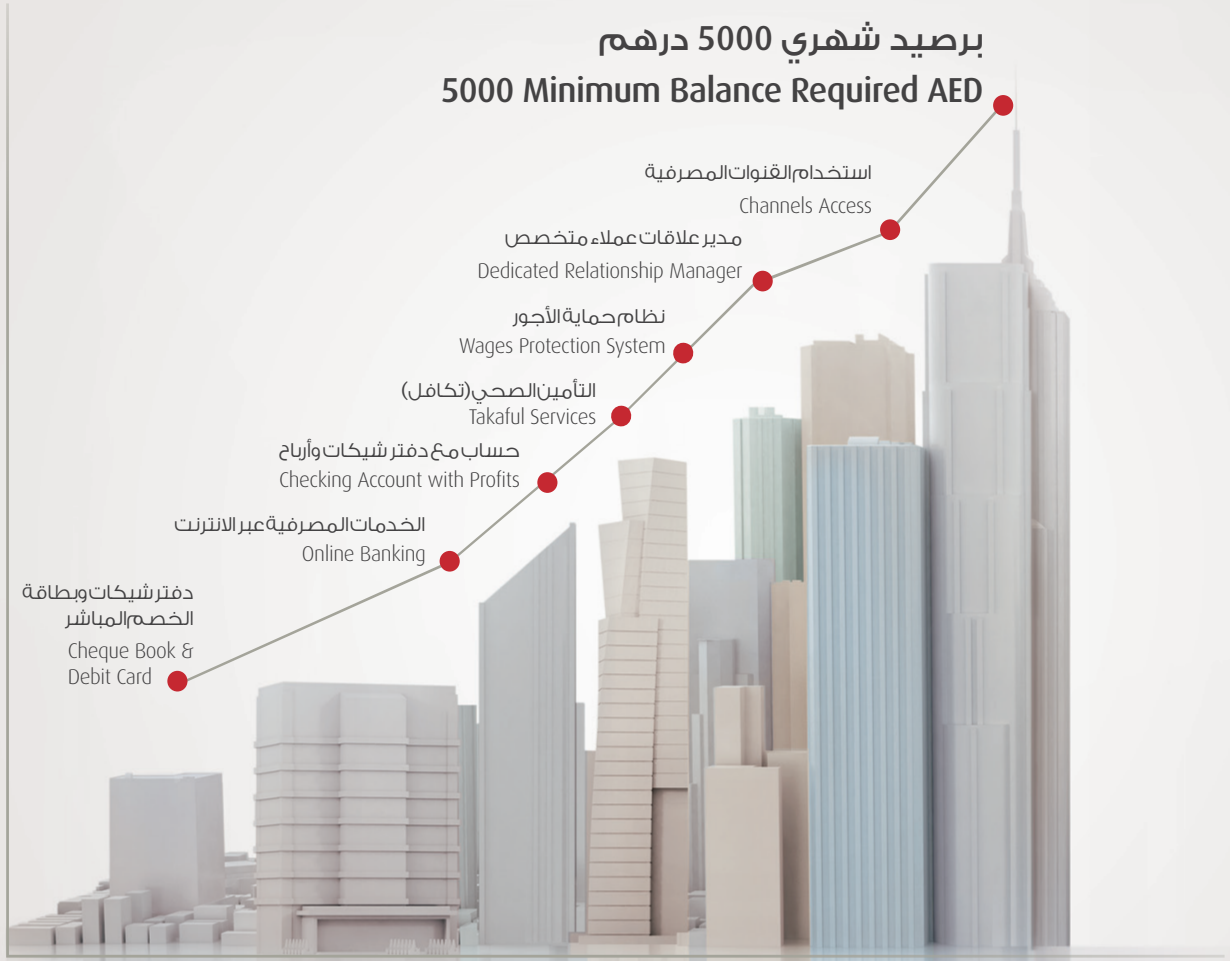 برصيد شهري 5000 درهم
5000 Minimum Balance Required AED
استخدام القنوات المصرفية
Channels Access
مدير علاقات عملاء متخصص
Dedicated Relationship Manager
نظام حماية الأجور
Wages Protection System
التأمين الصحي (تكافل)
Takaful Services
حساب مع دفتر شيكات وأرباح
Checking Account with Profits
الخدمات المصرفية عبر الانترنت
Online Banking
دفتر شيكات وبطاقة
الخصم المباشر
Cheque Book &
Debit Card